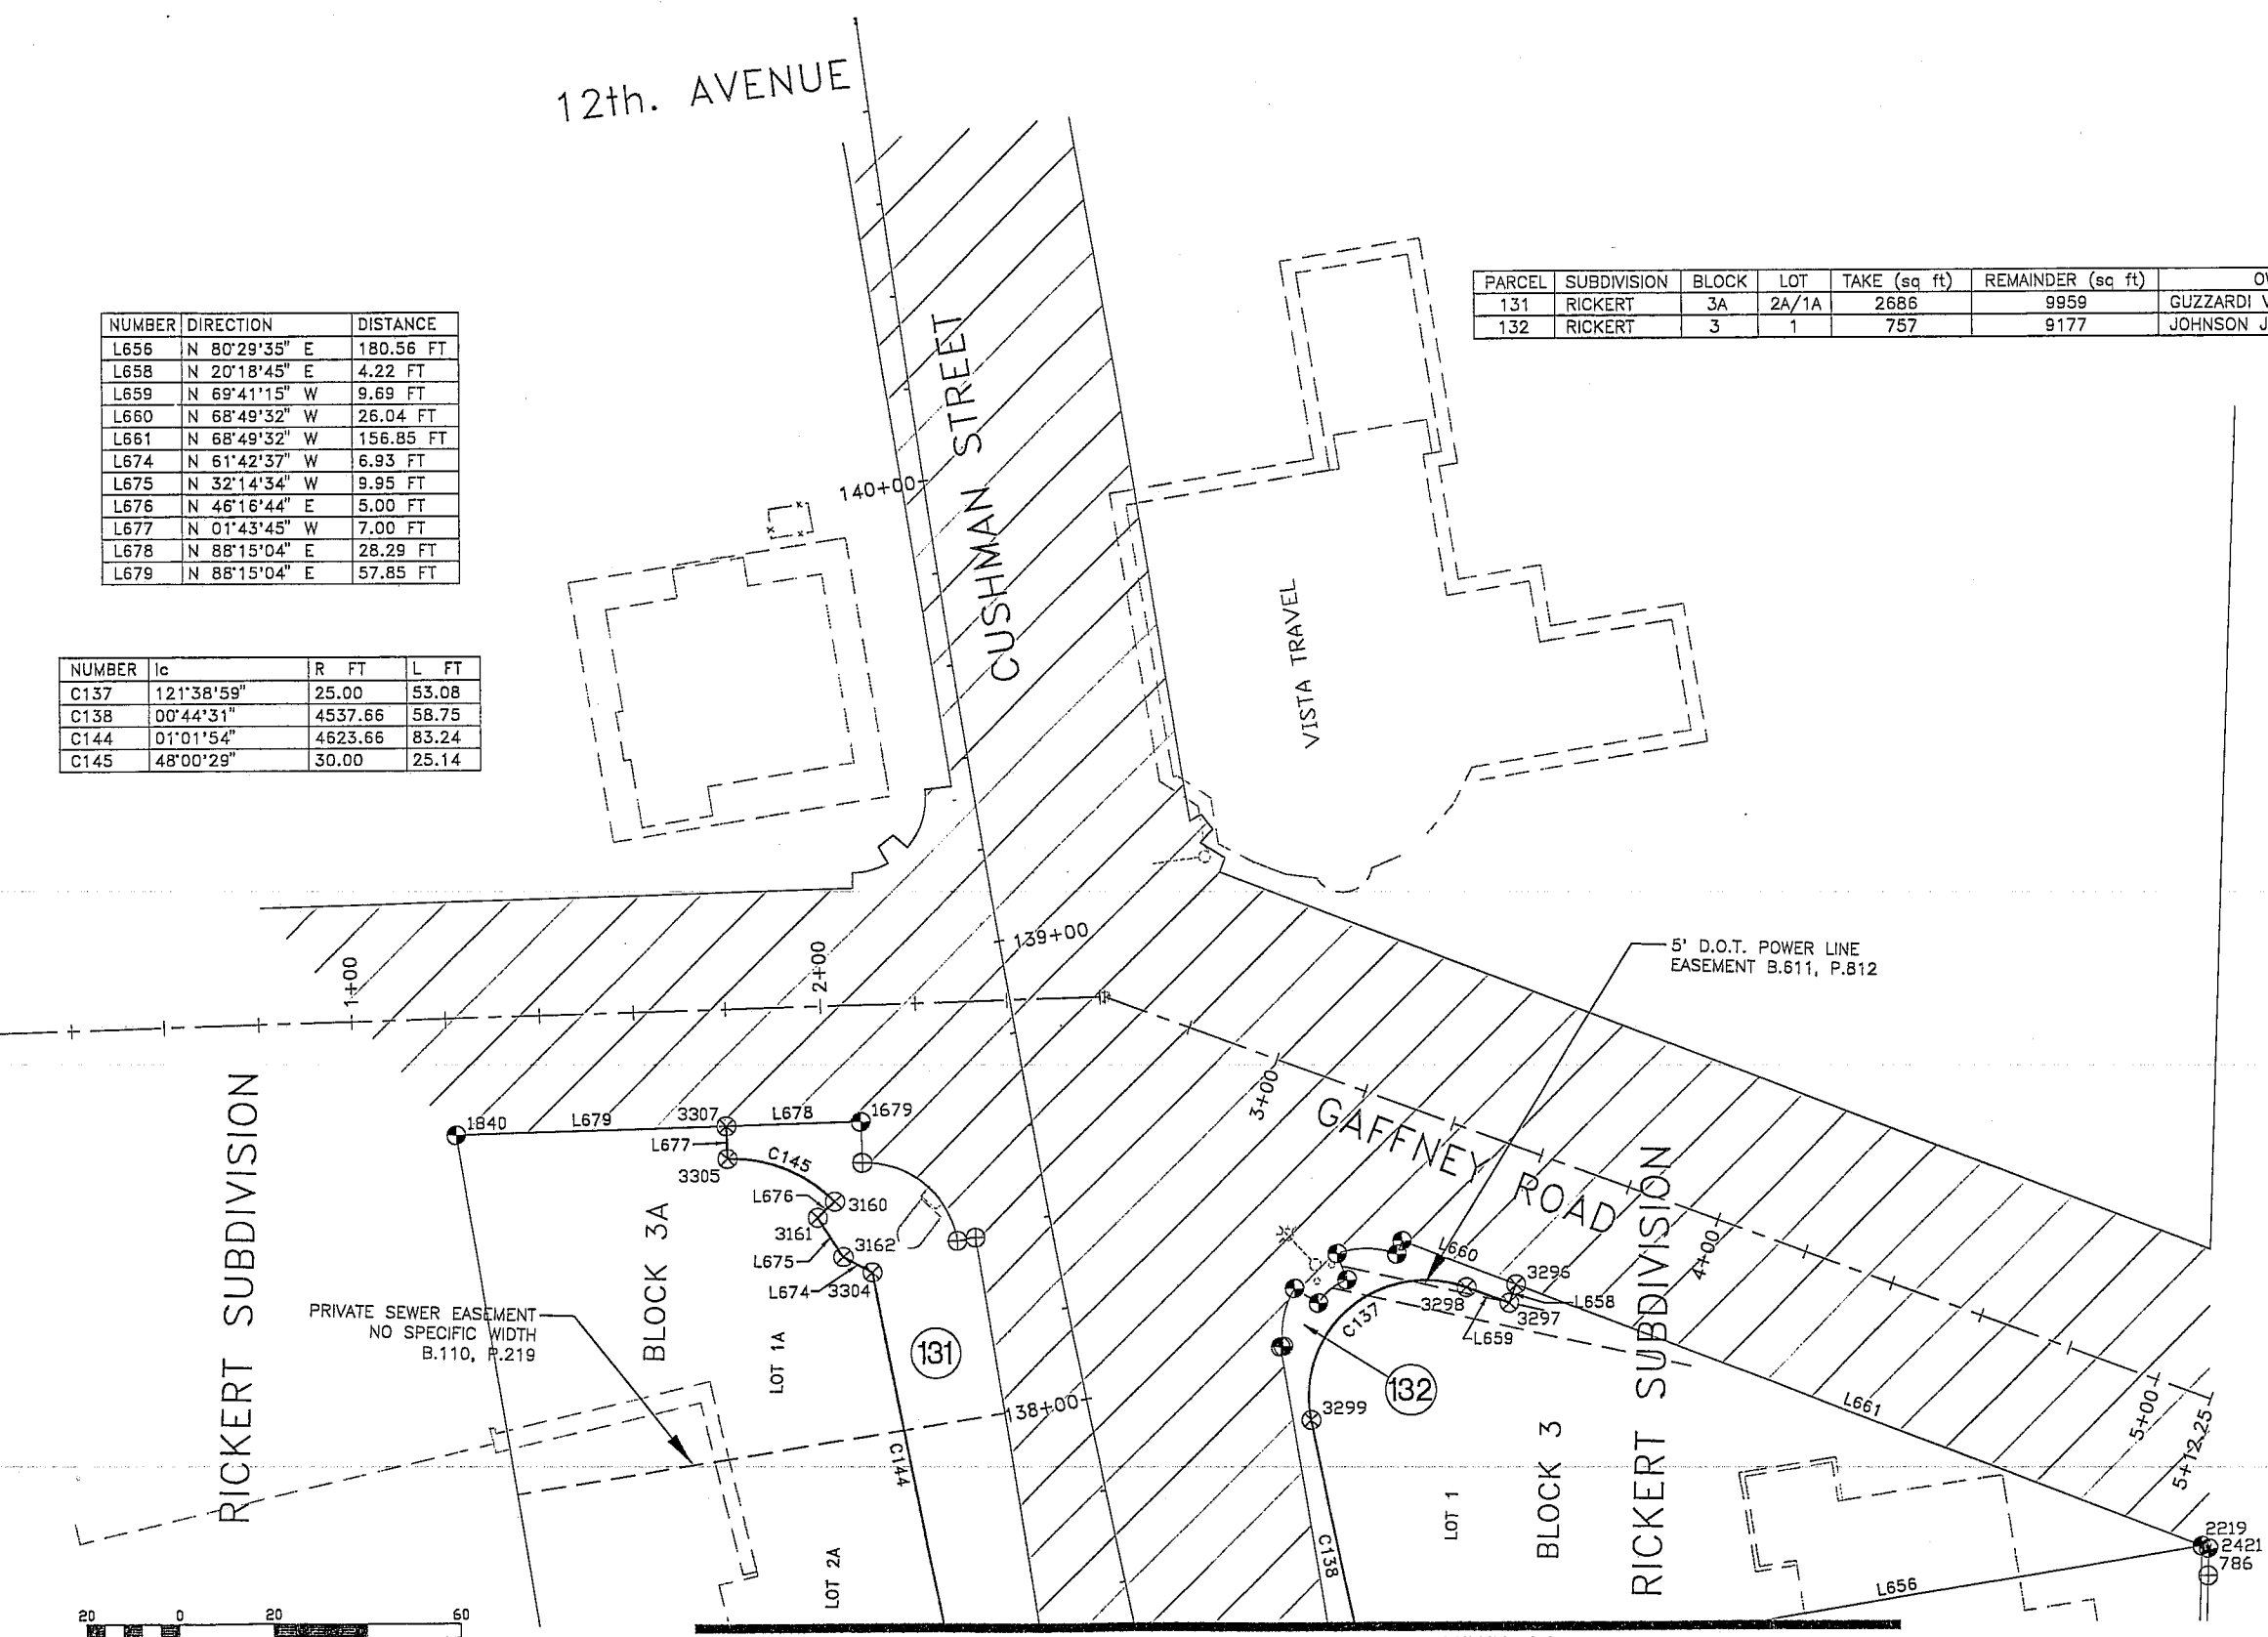 12th. AVENUE
PARCEL SUBDIVISION BLOCK LOT TAKE (sq ft) REMAINDER (sq ft)
131 RICKERT 3A 2A/1A 2686 9959 GUZZARDI
132 RICKERT 3 1 757 9177 JOHNSON J
NUMBER DIRECTION DISTANCE
L656 N 80°29'35" E 180.56 FT
L658 N 20°18'45" E 4.22 FT
L659 N 69°41'15" W 9.69 FT
L660 N 68°49'32" W 26.04 FT
L661 N 68°49'32" W 156.85 FT
L674 N 61°42'37" W 6.93 FT
L675 N 32°14'34" W 9.95 FT
L676 N 46°16'44" E 5.00 FT
L677 N 01°43'45" W 7.00 FT
L678 N 88°15'04" E 28.29 FT
L679 N 88°15'04" E 57.85 FT
NUMBER lc R FT L FT
C137 121°38'59" 25.00 53.08
C138 00°44'31" 4537.66 58.75
C144 01°01'54" 4623.66 83.24
C145 48°00'29" 30.00 25.14
CUSHMAN STREET
140+00
VISTA TRAVEL
139+00
5' D.O.T. POWER LINE
EASEMENT B.611, P.812
1+00
2+00
3+00
GAFFNEY ROAD
4+00
5+00
5+12.25
RICKERT SUBDIVISION
1840
L679
3307
L678
1679
L677
3305
C145
L676
3160
3161
3162
L675
L674
3304
BLOCK 3A
LOT 1A
131
PRIVATE SEWER EASEMENT
NO SPECIFIC WIDTH
B.110, P.219
138+00
C144
LOT 2A
L660
3296
L658
3298
3297
L659
C137
132
3299
C138
LOT 1
BLOCK 3
RICKERT SUBDIVISION
L661
L656
2219
2421
786
20 0 20 60